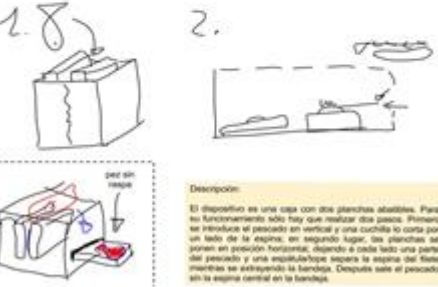 1.
2.
pez sin
raspa
Descripción:
El dispositivo es una caja con dos planchas abatibles. Para
su funcionamiento sólo hay que realizar dos pasos. Primero
se introduce el pescado en vertical y una cuchilla lo corta por
un lado de la espina; en segundo lugar, las planchas se
ponen en posición horizontal, dejando a cada lado una parte
del pescado y una espátula/tope separa la espina del filete
mientras se extrayendo la bandeja. Después sale el pescado
sin la espina central en la bandeja.